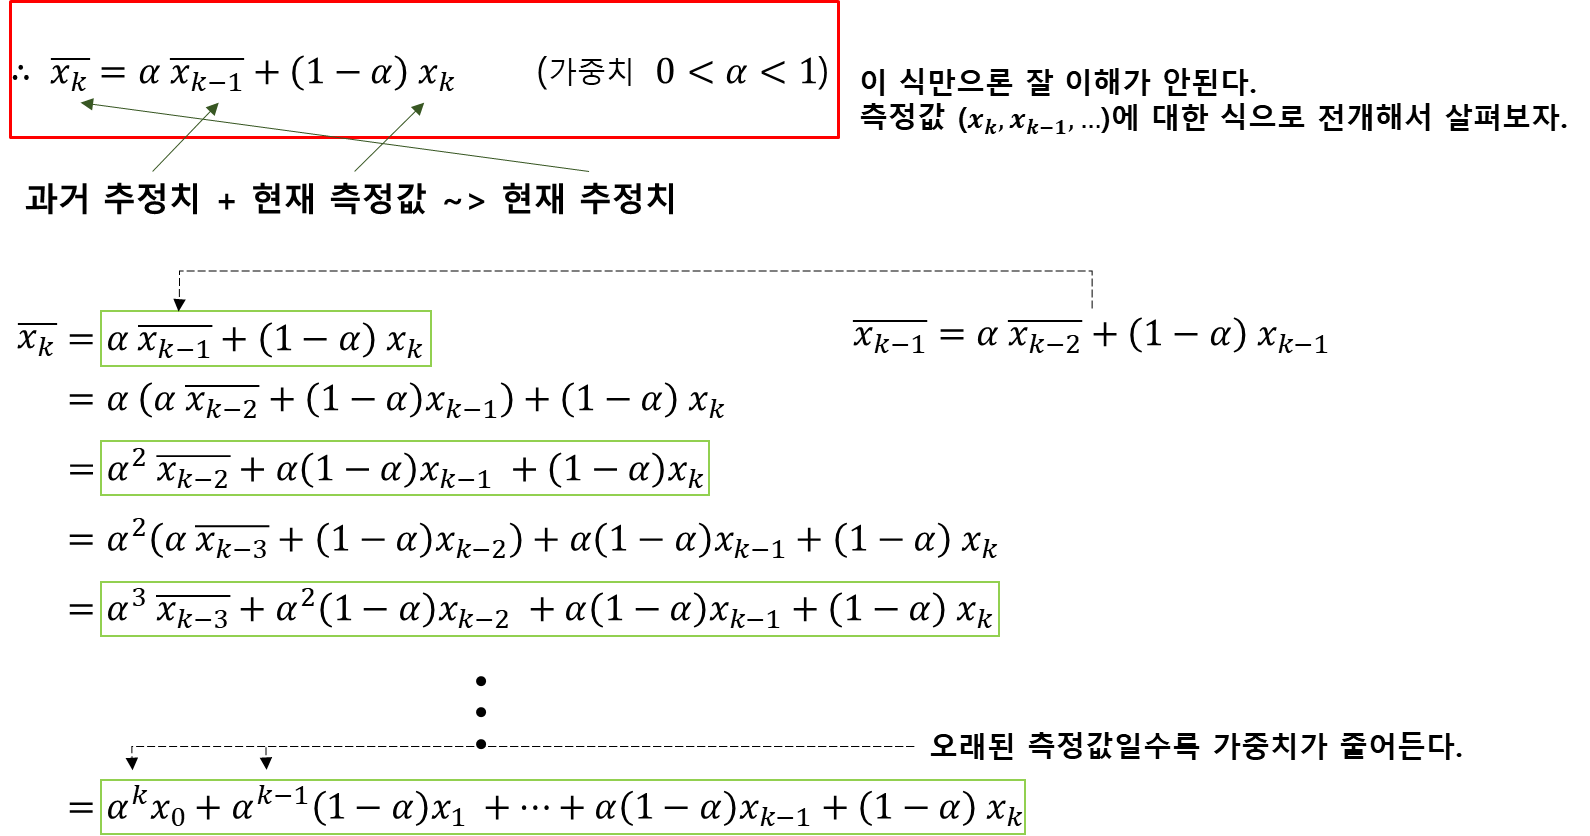 ∴ x̅ₖ = α x̅ₖ₋₁ + (1 − α) xₖ (가중치 0 < α < 1)
이 식만으론 잘 이해가 안된다.
측정값 (xₖ, xₖ₋₁, …)에 대한 식으로 전개해서 살펴보자.
과거 추정치 + 현재 측정값 ~> 현재 추정치
x̅ₖ = α x̅ₖ₋₁ + (1 − α) xₖ
x̅ₖ₋₁ = α x̅ₖ₋₂ + (1 − α) xₖ₋₁
= α (α x̅ₖ₋₂ + (1 − α)xₖ₋₁) + (1 − α) xₖ
= α² x̅ₖ₋₂ + α(1 − α)xₖ₋₁ + (1 − α)xₖ
= α²(α x̅ₖ₋₃ + (1 − α)xₖ₋₂) + α(1 − α)xₖ₋₁ + (1 − α) xₖ
= α³ x̅ₖ₋₃ + α²(1 − α)xₖ₋₂ + α(1 − α)xₖ₋₁ + (1 − α) xₖ
오래된 측정값일수록 가중치가 줄어든다.
= αᵏx₀ + αᵏ⁻¹(1 − α)x₁ + ⋯ + α(1 − α)xₖ₋₁ + (1 − α) xₖ